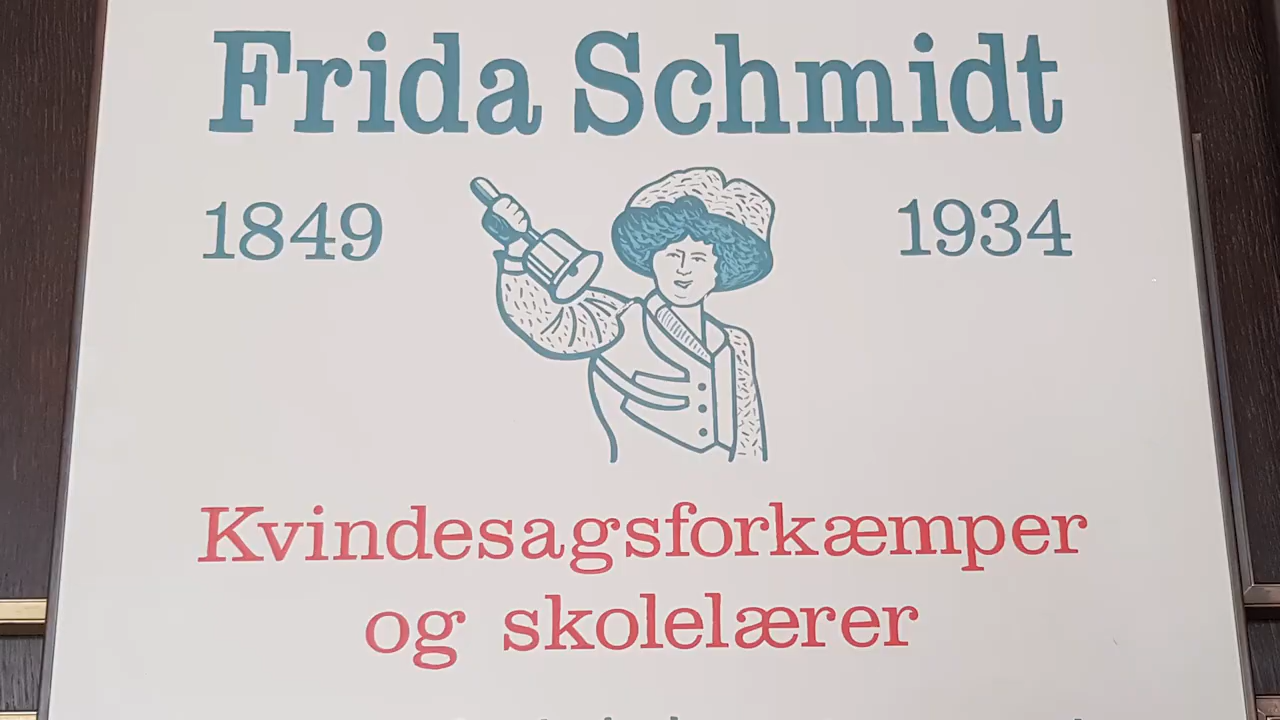 Frida Schmidt
1849 1934
Kvindesagsforkæmper
og skolelærer